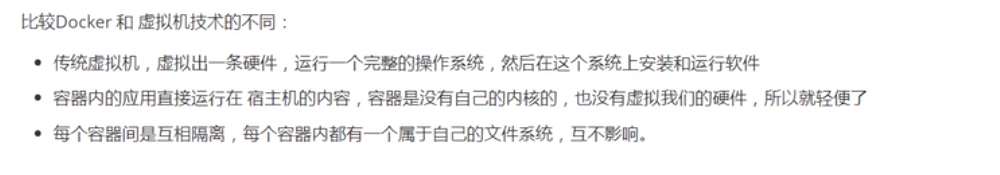 比较Docker 和 虚拟机技术的不同：
• 传统虚拟机，虚拟出一条硬件，运行一个完整的操作系统，然后在这个系统上安装和运行软件
• 容器内的应用直接运行在 宿主机的内容，容器是没有自己的内核的，也没有虚拟我们的硬件，所以就轻便了
• 每个容器间是互相隔离，每个容器内都有一个属于自己的文件系统，互不影响。